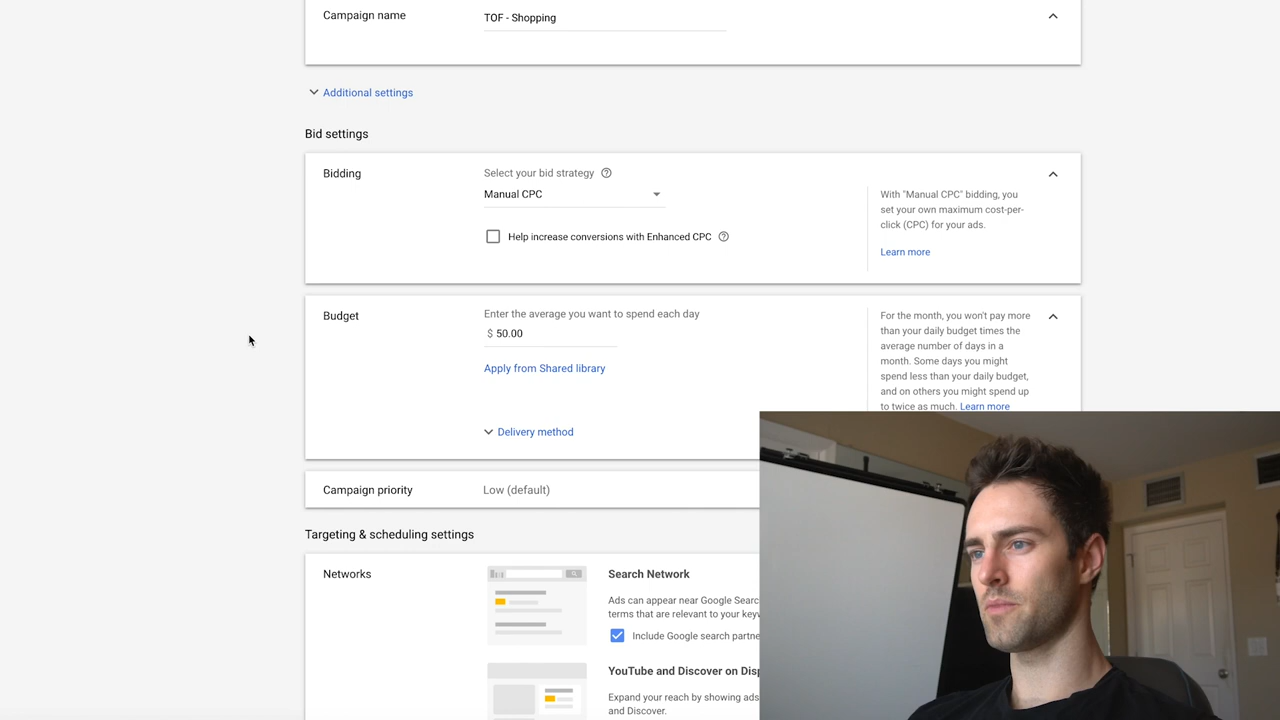 Campaign name
TOF - Shopping
Additional settings
Bid settings
Bidding
Select your bid strategy
Manual CPC
Help increase conversions with Enhanced CPC
With "Manual CPC" bidding, you
set your own maximum cost-per-
click (CPC) for your ads.
Learn more
Budget
Enter the average you want to spend each day
$ 50.00
Apply from Shared library
Delivery method
For the month, you won't pay more
than your daily budget times the
average number of days in a
month. Some days you might
spend less than your daily budget,
and on others you might spend up
to twice as much. Learn more
Campaign priority
Low (default)
Targeting & scheduling settings
Networks
Search Network
Ads can appear near Google Searc
terms that are relevant to your key
Include Google search partne
YouTube and Discover on Disp
Expand your reach by showing ads
and Discover.